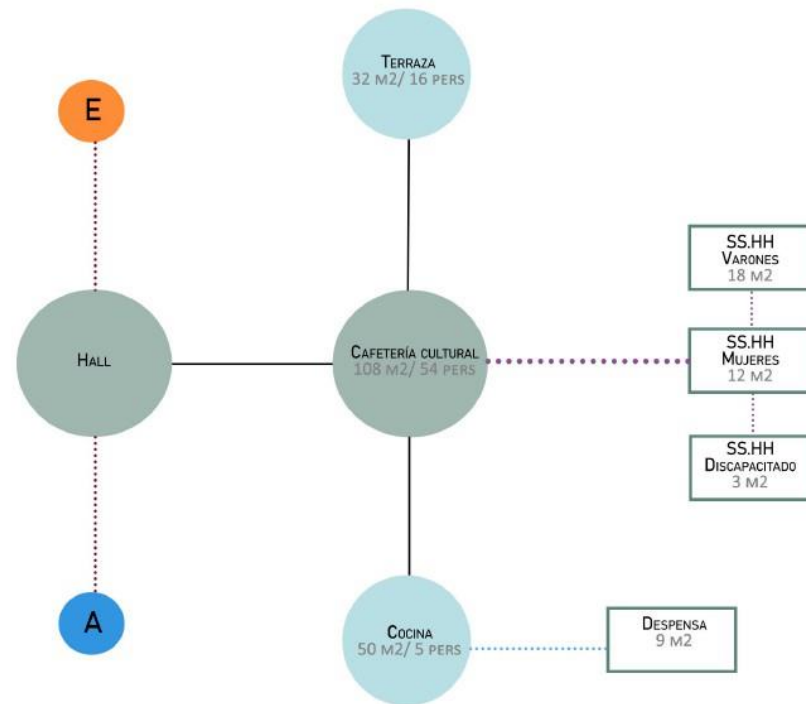 Terraza
32 m2/ 16 pers
E
SS.HH
Varones
18 m2
Hall
Cafetería cultural
108 m2/ 54 pers
SS.HH
Mujeres
12 m2
SS.HH
Discapacitado
3 m2
A
Cocina
50 m2/ 5 pers
Despensa
9 m2